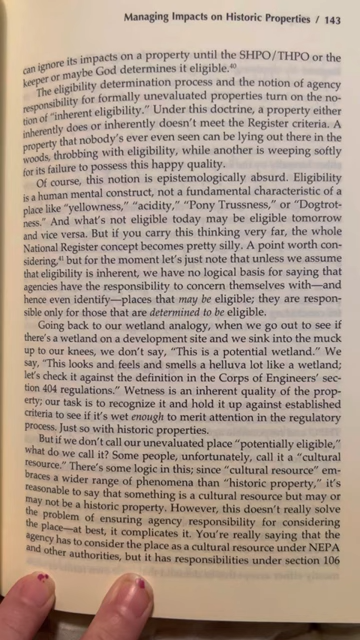 Managing Impacts on Historic Properties / 143
can ignore its impacts on a property until the SHPO/THPO or the
keeper or maybe God determines it eligible.⁴⁰
The eligibility determination process and the notion of agency
responsibility for formally unevaluated properties turn on the no-
tion of "inherent eligibility." Under this doctrine, a property either
inherently does or inherently doesn't meet the Register criteria. A
property that nobody's ever even seen can be lying out there in the
woods, throbbing with eligibility, while another is weeping softly
for its failure to possess this happy quality.
Of course, this notion is epistemologically absurd. Eligibility
is a human mental construct, not a fundamental characteristic of a
place like "yellowness," "acidity," "Pony Trussness," or "Dogtrot-
ness." And what's not eligible today may be eligible tomorrow
and vice versa. But if you carry this thinking very far, the whole
National Register concept becomes pretty silly. A point worth con-
sidering,⁴¹ but for the moment let's just note that unless we assume
that eligibility is inherent, we have no logical basis for saying that
agencies have the responsibility to concern themselves with—and
hence even identify—places that may be eligible; they are respon-
sible only for those that are determined to be eligible.
Going back to our wetland analogy, when we go out to see if
there's a wetland on a development site and we sink into the muck
up to our knees, we don't say, "This is a potential wetland." We
say, "This looks and feels and smells a helluva lot like a wetland;
let's check it against the definition in the Corps of Engineers' sec-
tion 404 regulations." Wetness is an inherent quality of the prop-
erty; our task is to recognize it and hold it up against established
criteria to see if it's wet enough to merit attention in the regulatory
process. Just so with historic properties.
But if we don't call our unevaluated place "potentially eligible,"
what do we call it? Some people, unfortunately, call it a "cultural
resource." There's some logic in this; since "cultural resource" em-
braces a wider range of phenomena than "historic property," it's
reasonable to say that something is a cultural resource but may or
may not be a historic property. However, this doesn't really solve
the problem of ensuring agency responsibility for considering
the place—at best, it complicates it. You're really saying that the
agency has to consider the place as a cultural resource under NEPA
and other authorities, but it has responsibilities under section 106